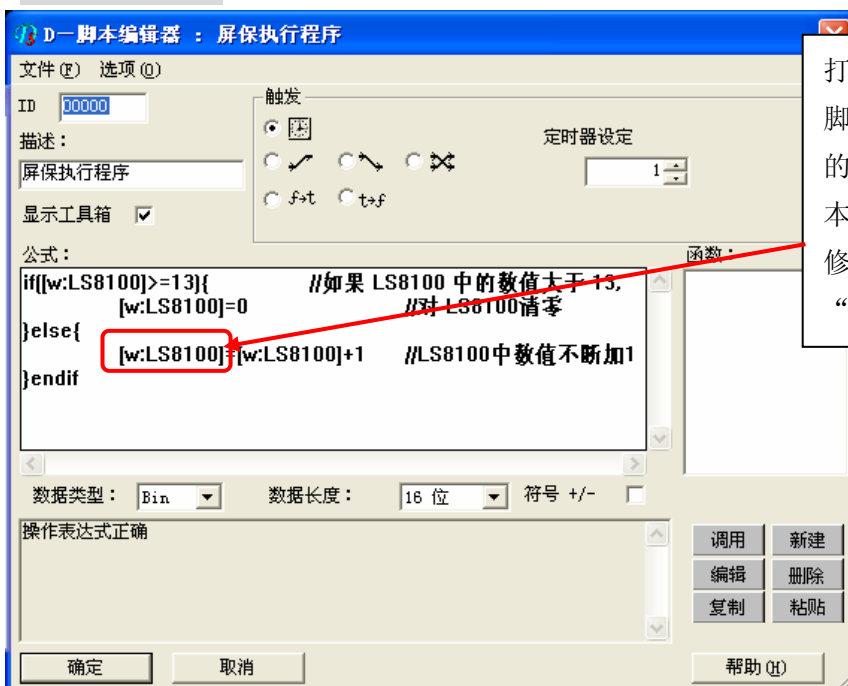 D一脚本编辑器 : 屏保执行程序
文件(F) 选项(O)
ID 00000
触发
描述：
定时器设定
屏保执行程序
1
f→t t→f
显示工具箱
公式：
函数：
if([w:LS8100]>=13){ //如果 LS8100 中的数值大于 13,
[w:LS8100]=0 //对 LS8100请零
}else{
[w:LS8100]=[w:LS8100]+1 //LS8100中数值不断加1
}endif
数据类型： Bin 数据长度： 16 位 符号 +/-
操作表达式正确
调用 新建
编辑 册除
复制 粘贴
确定 取消 帮助(H)
打
脚
的
本
修
“